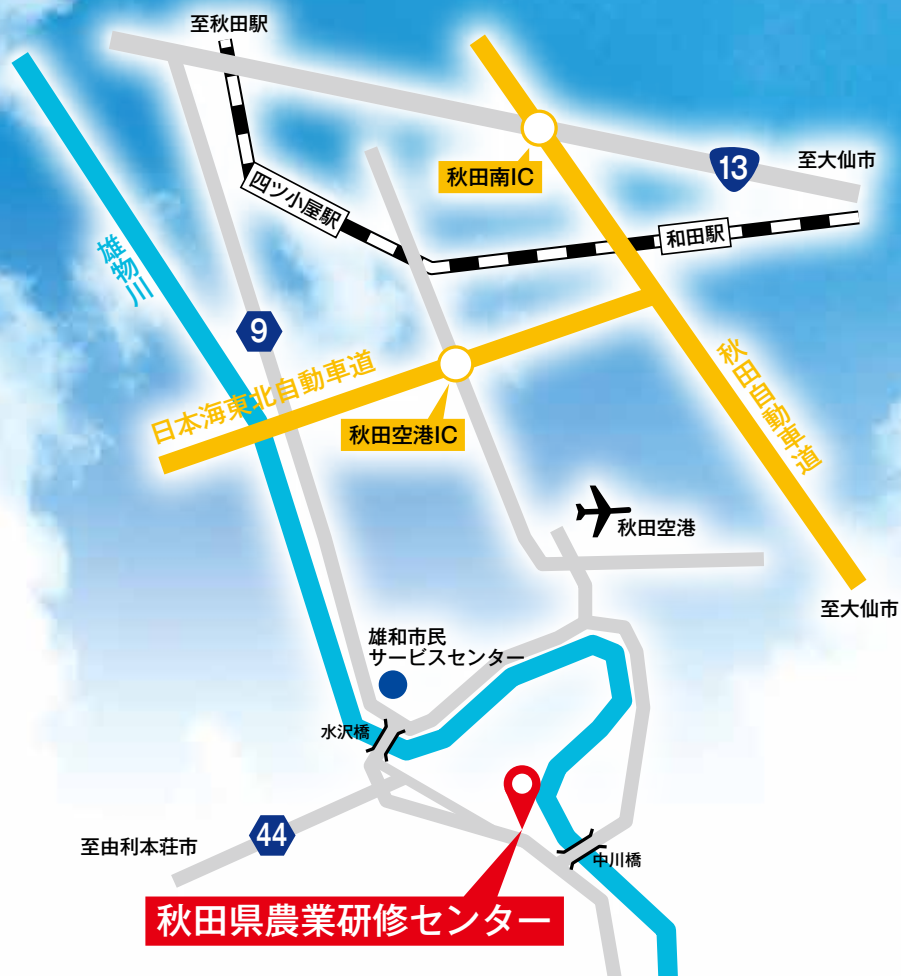 至秋田駅
秋田南IC
13
至大仙市
四ツ小屋駅
和田駅
雄物川
9
日本海東北自動車道
秋田空港IC
秋田自動車道
秋田空港
至大仙市
雄和市民
サービスセンター
水沢橋
44
至由利本荘市
中川橋
秋田県農業研修センター